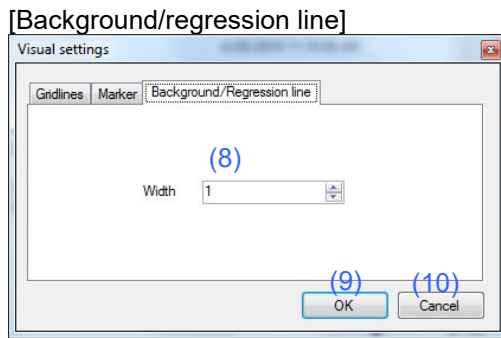 [Background/regression line]
Visual settings
Gridlines Marker Background/Regression line
(8)
Width 1
(9) (10)
OK Cancel